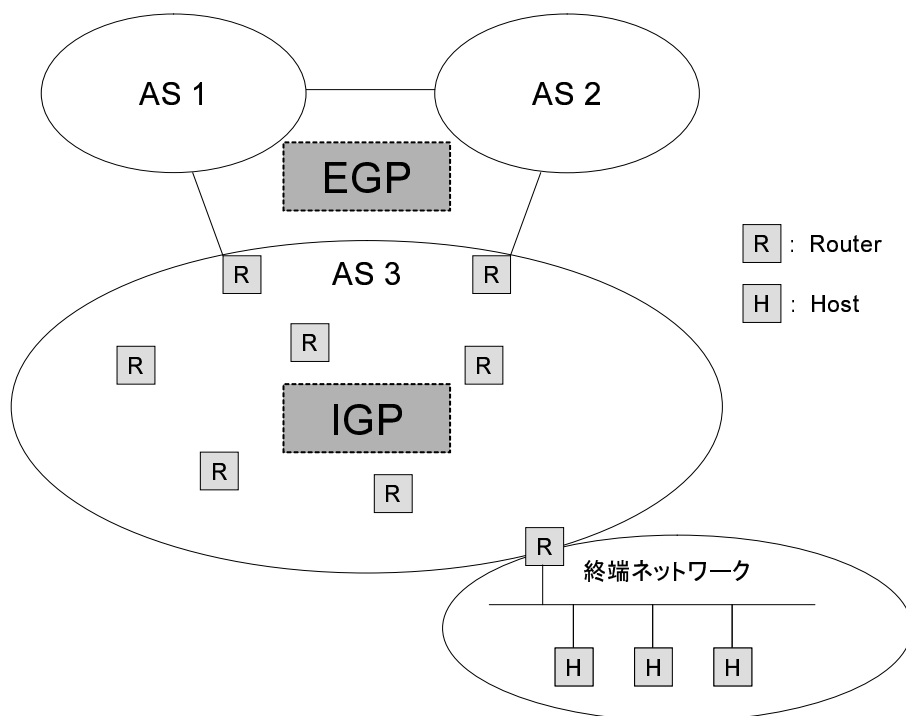 AS 1
AS 2
EGP
R : Router
H : Host
R
AS 3
R
R
R
R
IGP
R
R
R
終端ネットワーク
H
H
H